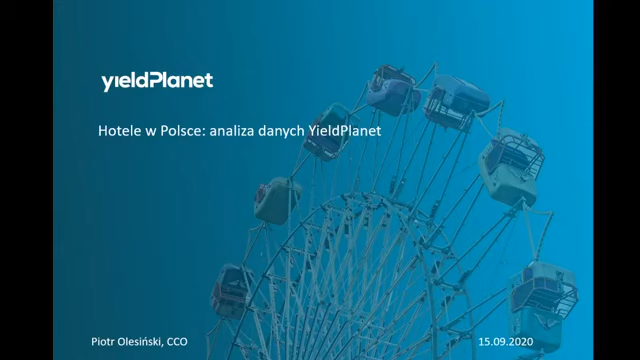 yieldPlanet
Hotele w Polsce: analiza danych YieldPlanet
Piotr Olesiński, CCO
15.09.2020